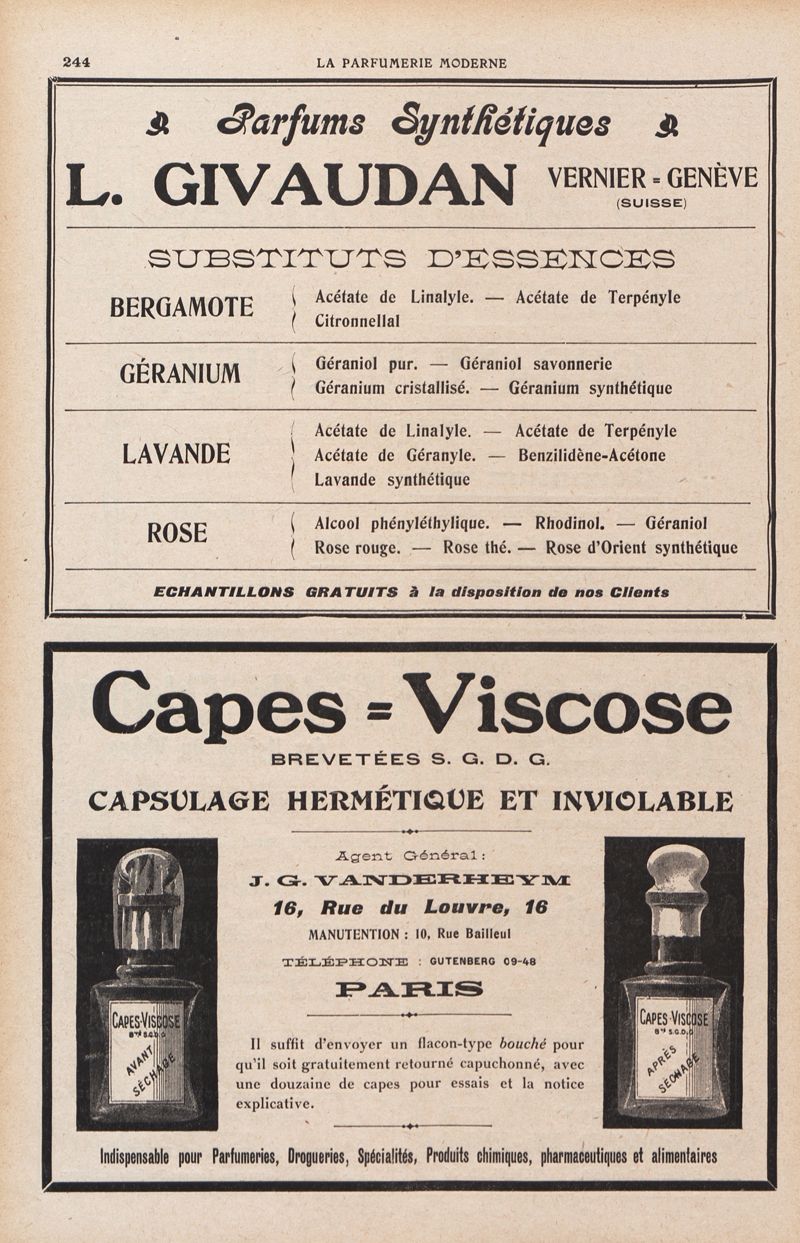 244
LA PARFUMERIE MODERNE
Parfums Synthétiques
L. GIVAUDAN VERNIER = GENÈVE
(SUISSE)
SUBSTITUTS D'ESSENCES
BERGAMOTE
Acétate de Linalyle. — Acétate de Terpényle
Citronnellal
GÉRANIUM
Géraniol pur. — Géraniol savonnerie
Géranium cristallisé. — Géranium synthétique
LAVANDE
Acétate de Linalyle. — Acétate de Terpényle
Acétate de Géranyle. — Benzilidène-Acétone
Lavande synthétique
ROSE
Alcool phényléthylique. — Rhodinol. — Géraniol
Rose rouge. — Rose thé. — Rose d'Orient synthétique
ECHANTILLONS GRATUITS à la disposition de nos Clients
Capes = Viscose
BREVETÉES S. G. D. G.
CAPSULAGE HERMÉTIQUE ET INVIOLABLE
Agent Général :
J. G. VANDERHEYM
16, Rue du Louvre, 16
MANUTENTION : 10, Rue Bailleul
TÉLÉPHONE : GUTENBERG 09-48
PARIS
Il suffit d'envoyer un flacon-type bouché pour
qu'il soit gratuitement retourné capuchonné, avec
une douzaine de capes pour essais et la notice
explicative.
CAPES-VISCOSE
Bté S.G.D.G
AVANT
SÉCHAGE
CAPES-VISCOSE
Bté S.G.D.G
APRÈS
SÉCHAGE
Indispensable pour Parfumeries, Drogueries, Spécialités, Produits chimiques, pharmaceutiques et alimentaires